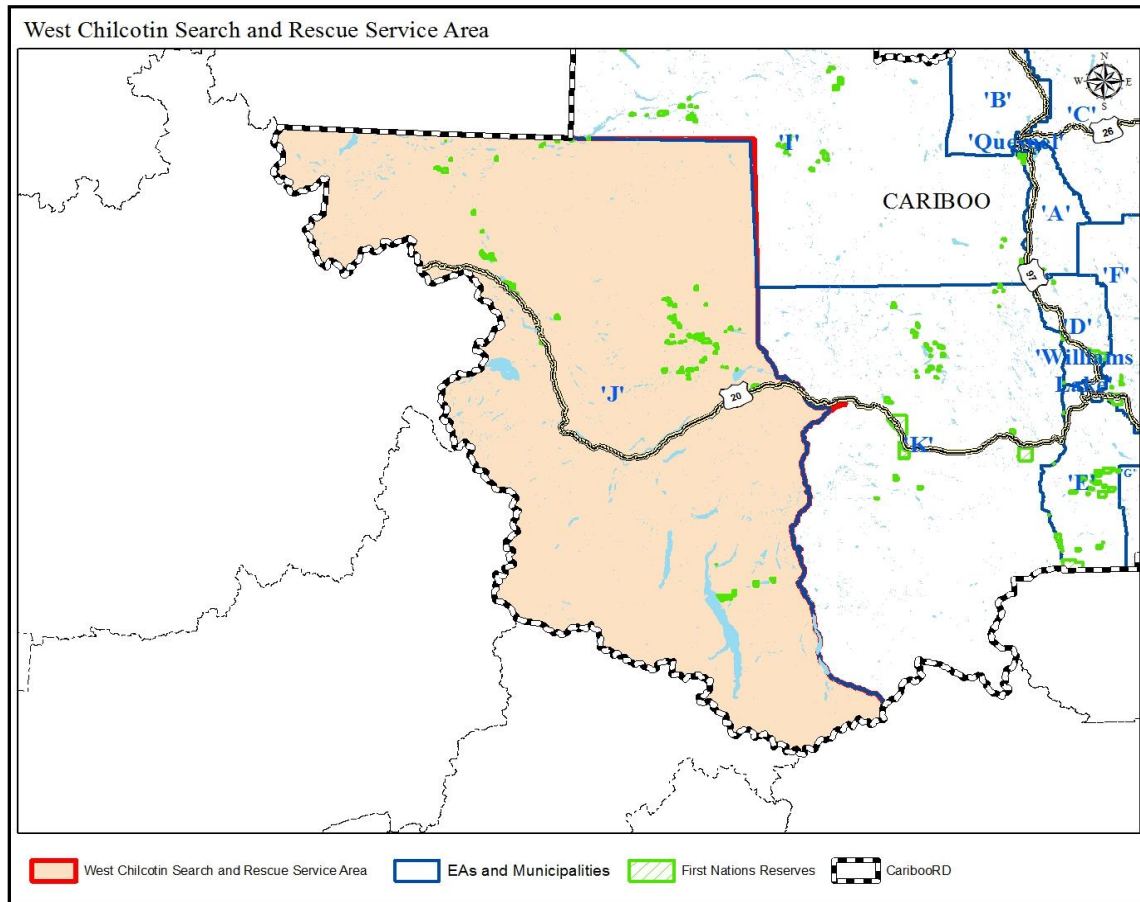 West Chilcotin Search and Rescue Service Area
N
W E
S
'B'
'C'
26
'I'
'Quesnel'
CARIBOO
'A'
97
'F'
'D'
'Williams
Lake'
'J'
20
'K'
'E'
'G'
West Chilcotin Search and Rescue Service Area
EAs and Municipalities
First Nations Reserves
CaribooRD